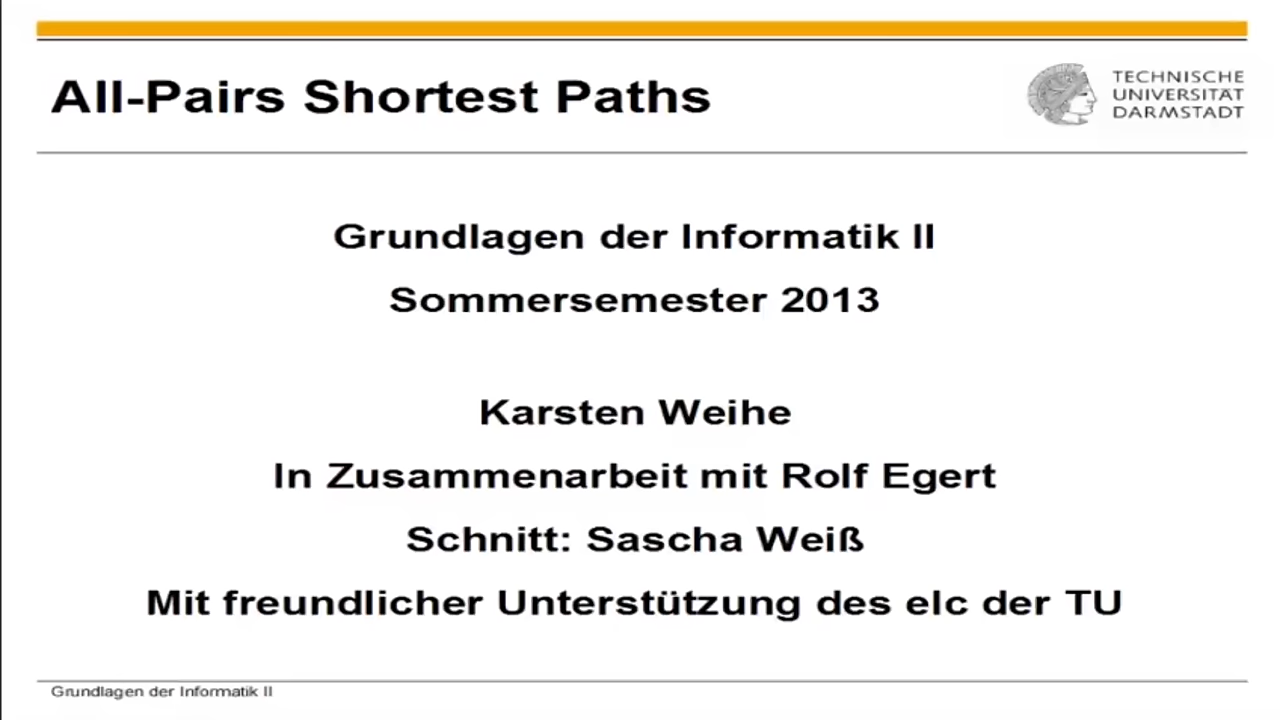 All-Pairs Shortest Paths
TECHNISCHE
UNIVERSITÄT
DARMSTADT
Grundlagen der Informatik II
Sommersemester 2013
Karsten Weihe
In Zusammenarbeit mit Rolf Egert
Schnitt: Sascha Weiß
Mit freundlicher Unterstützung des elc der TU
Grundlagen der Informatik II